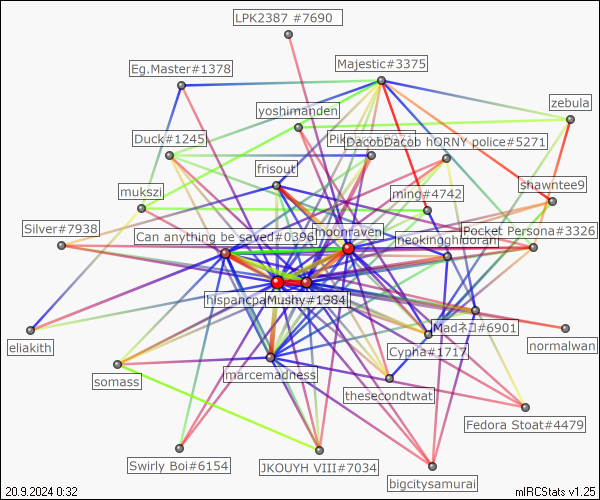 LPK2387 #7690
Majestic#3375
Eg.Master#1378
zebula
yoshimanden
Duck#1245
DacobDacob hORNY police#5271
frisout
ming#4742
shawntee9
mukszi
Silver#7938
Can anything be saved#0396
moonraven
Pocket Persona#3326
neokingghidorah
hispancpa
Mushy#1984
Madネコ#6901
eliakith
Cypha#1717
normalwan
somass
marcemadness
thesecondtwat
Fedora Stoat#4479
Swirly Boi#6154
JKOUYH VIII#7034
bigcitysamurai
20.9.2024 0:32
mIRCStats v1.25